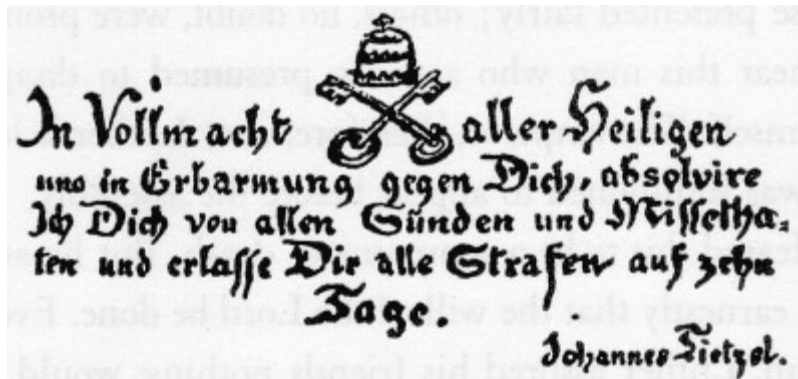 In Vollmacht aller Heiligen
und in Erbarmung gegen Dich, absolvire
Ich Dich von allen Sünden und Missetha=
ten und erlasse Dir alle Strafen auf zehn
Tage.
Johannes Tietzel.